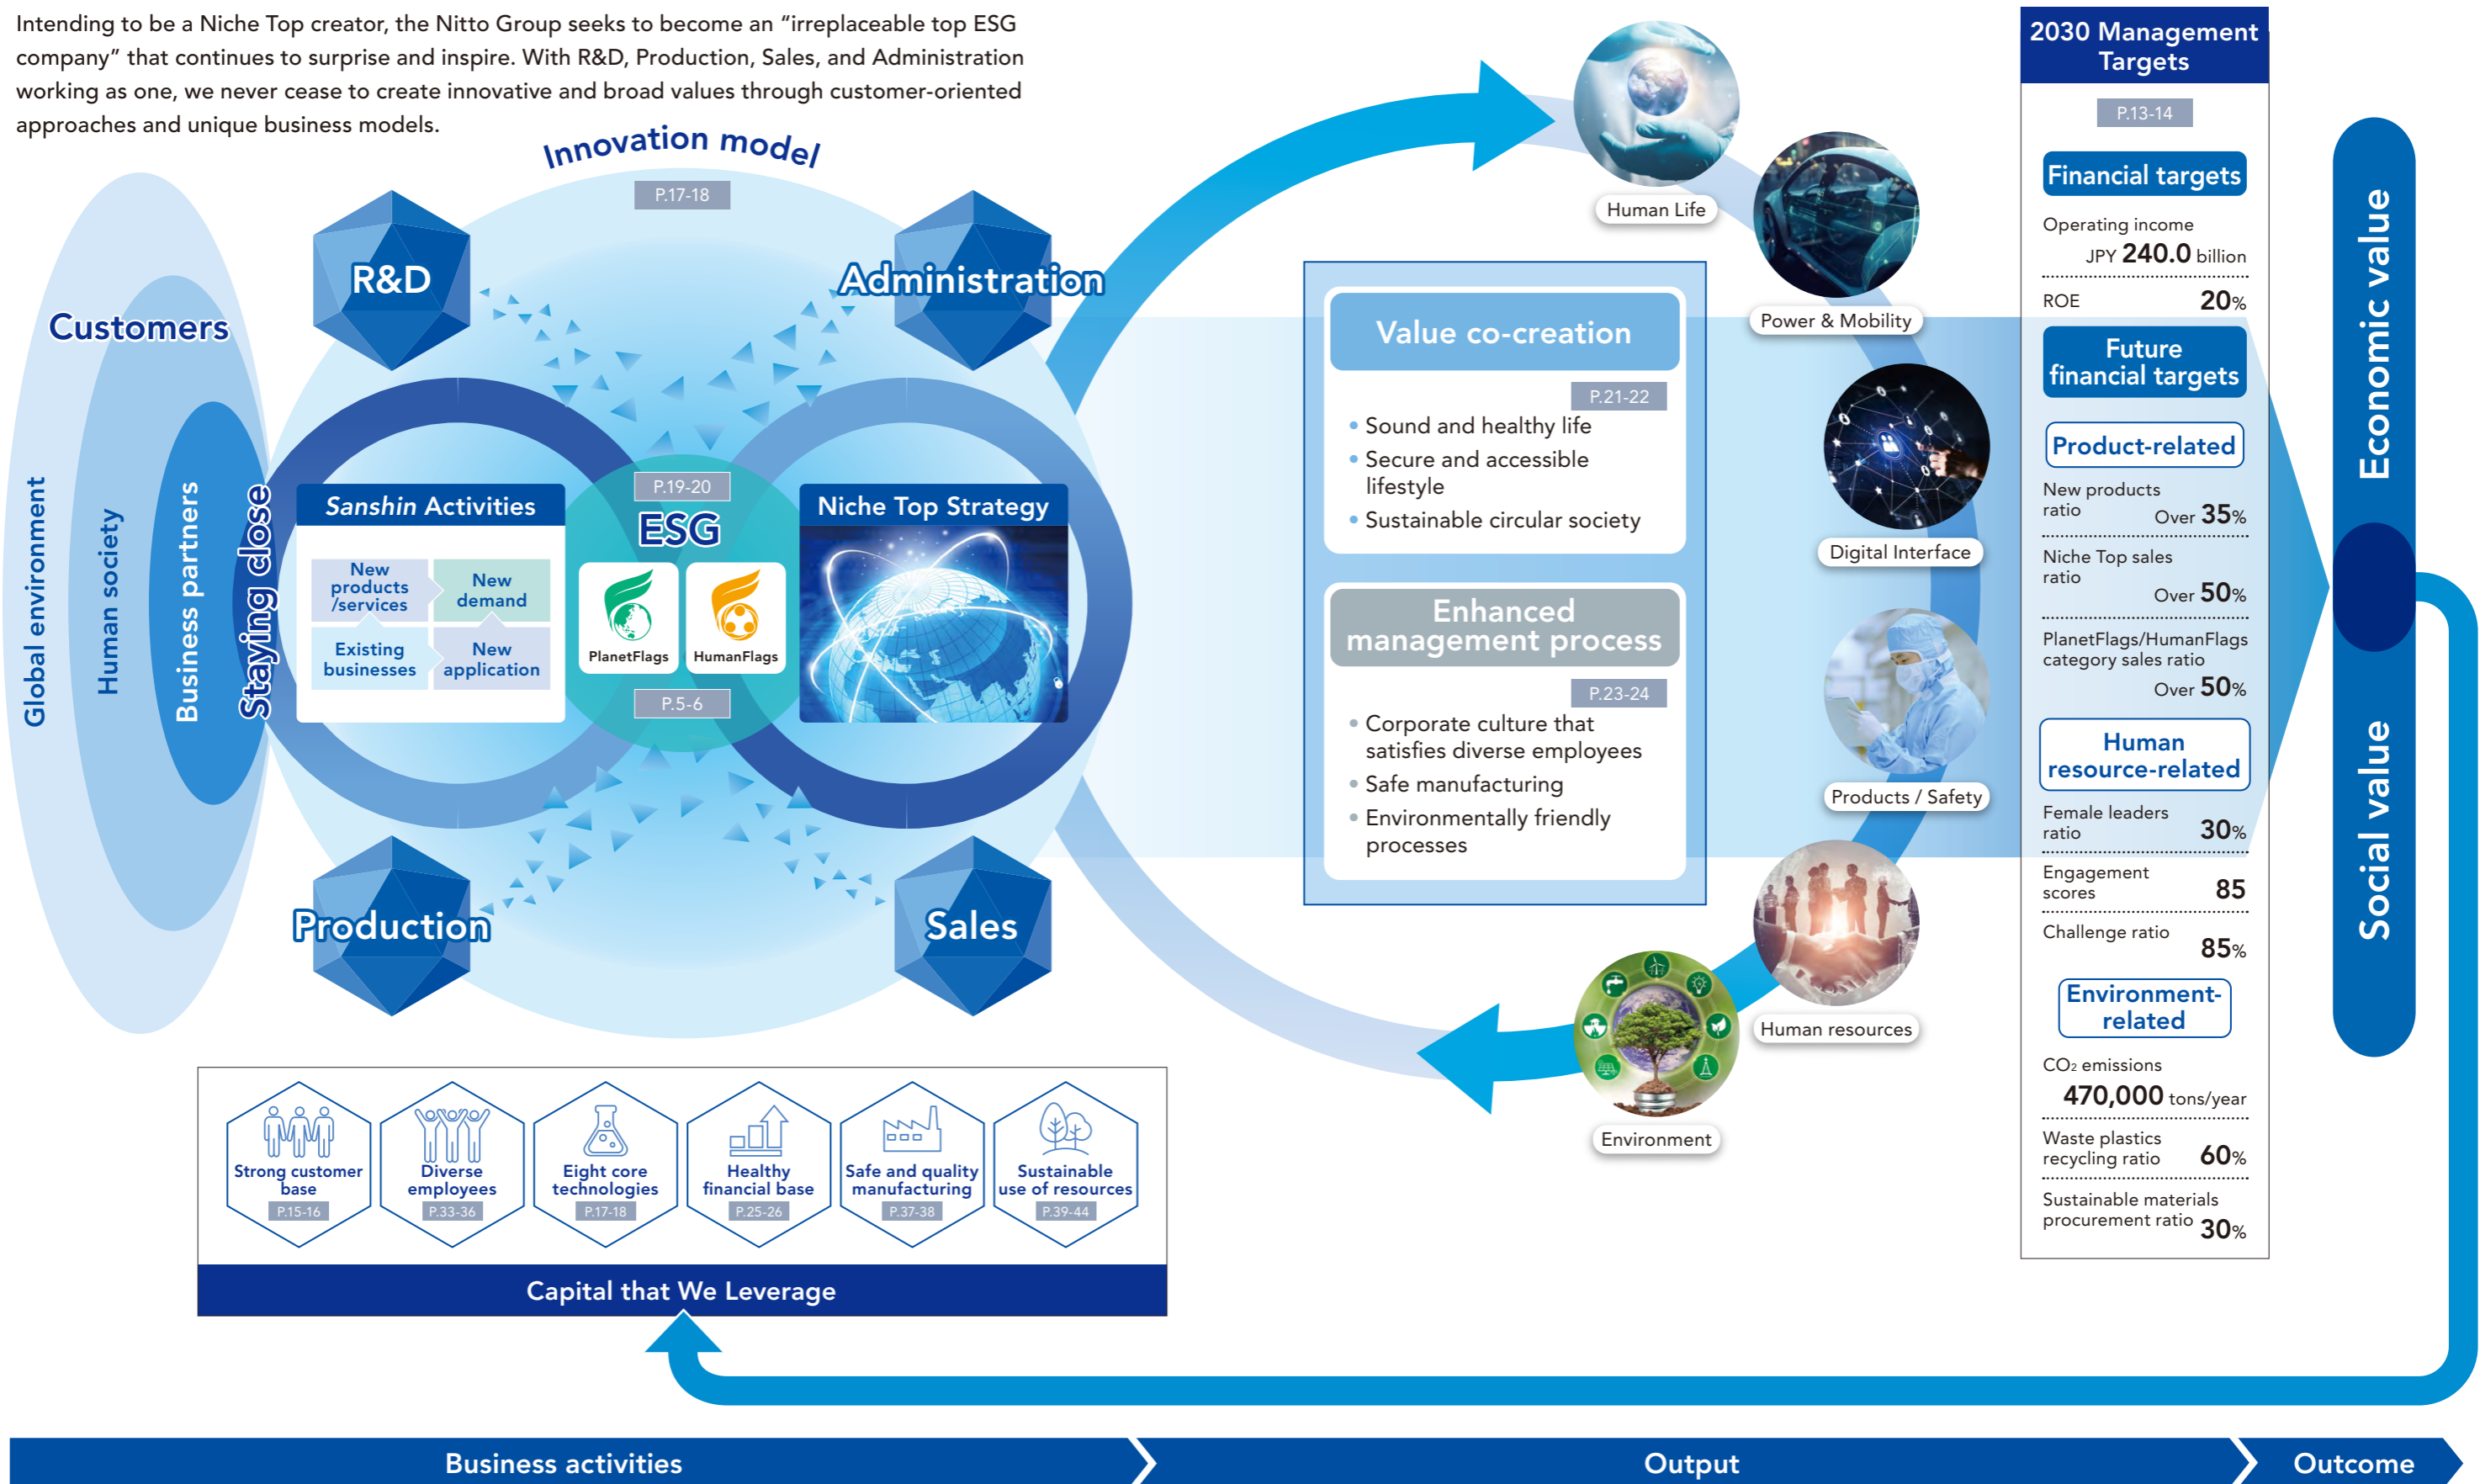 Intending to be a Niche Top creator, the Nitto Group seeks to become an “irreplaceable top ESG
company” that continues to surprise and inspire. With R&D, Production, Sales, and Administration
working as one, we never cease to create innovative and broad values through customer-oriented
approaches and unique business models.
Innovation model
P.17-18
R&D
Administration
Customers
Global environment
Human society
Business partners
Staying close
Sanshin Activities
New
products
/services
New
demand
Existing
businesses
New
application
P.19-20
ESG
PlanetFlags
HumanFlags
P.5-6
Niche Top Strategy
Production
Sales
Strong customer
base
P.15-16
Diverse
employees
P.33-36
Eight core
technologies
P.17-18
Healthy
financial base
P.25-26
Safe and quality
manufacturing
P.37-38
Sustainable
use of resources
P.39-44
Capital that We Leverage
Value co-creation
P.21-22
• Sound and healthy life
• Secure and accessible
lifestyle
• Sustainable circular society
Enhanced
management process
P.23-24
• Corporate culture that
satisfies diverse employees
• Safe manufacturing
• Environmentally friendly
processes
Human Life
Power & Mobility
Digital Interface
Products / Safety
Human resources
Environment
2030 Management
Targets
P.13-14
Financial targets
Operating income
JPY 240.0 billion
ROE 20%
Future
financial targets
Product-related
New products
ratio Over 35%
Niche Top sales
ratio
Over 50%
PlanetFlags/HumanFlags
category sales ratio
Over 50%
Human
resource-related
Female leaders
ratio 30%
Engagement
scores 85
Challenge ratio
85%
Environment-
related
CO2 emissions
470,000 tons/year
Waste plastics
recycling ratio 60%
Sustainable materials
procurement ratio 30%
Economic value
Social value
Business activities
Output
Outcome